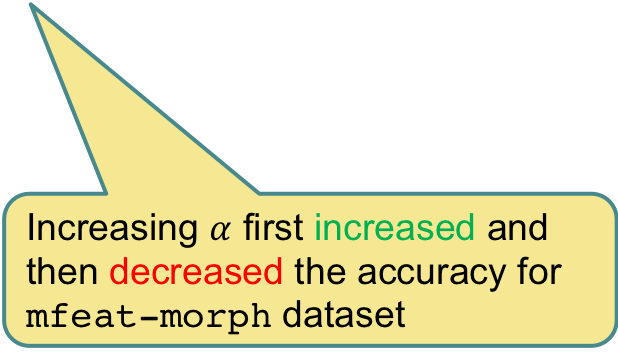 Increasing 𝛼 first increased and
then decreased the accuracy for
mfeat-morph dataset